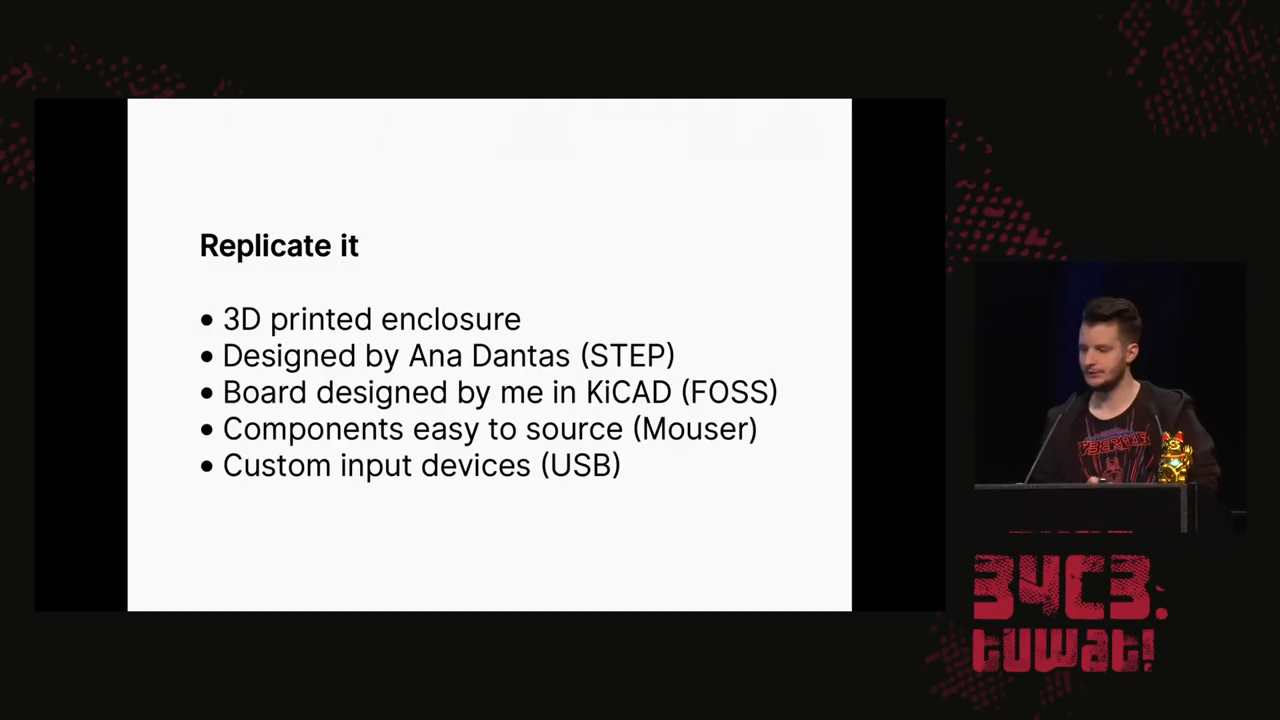 Replicate it
• 3D printed enclosure
• Designed by Ana Dantas (STEP)
• Board designed by me in KiCAD (FOSS)
• Components easy to source (Mouser)
• Custom input devices (USB)
34C3.
tuwat!